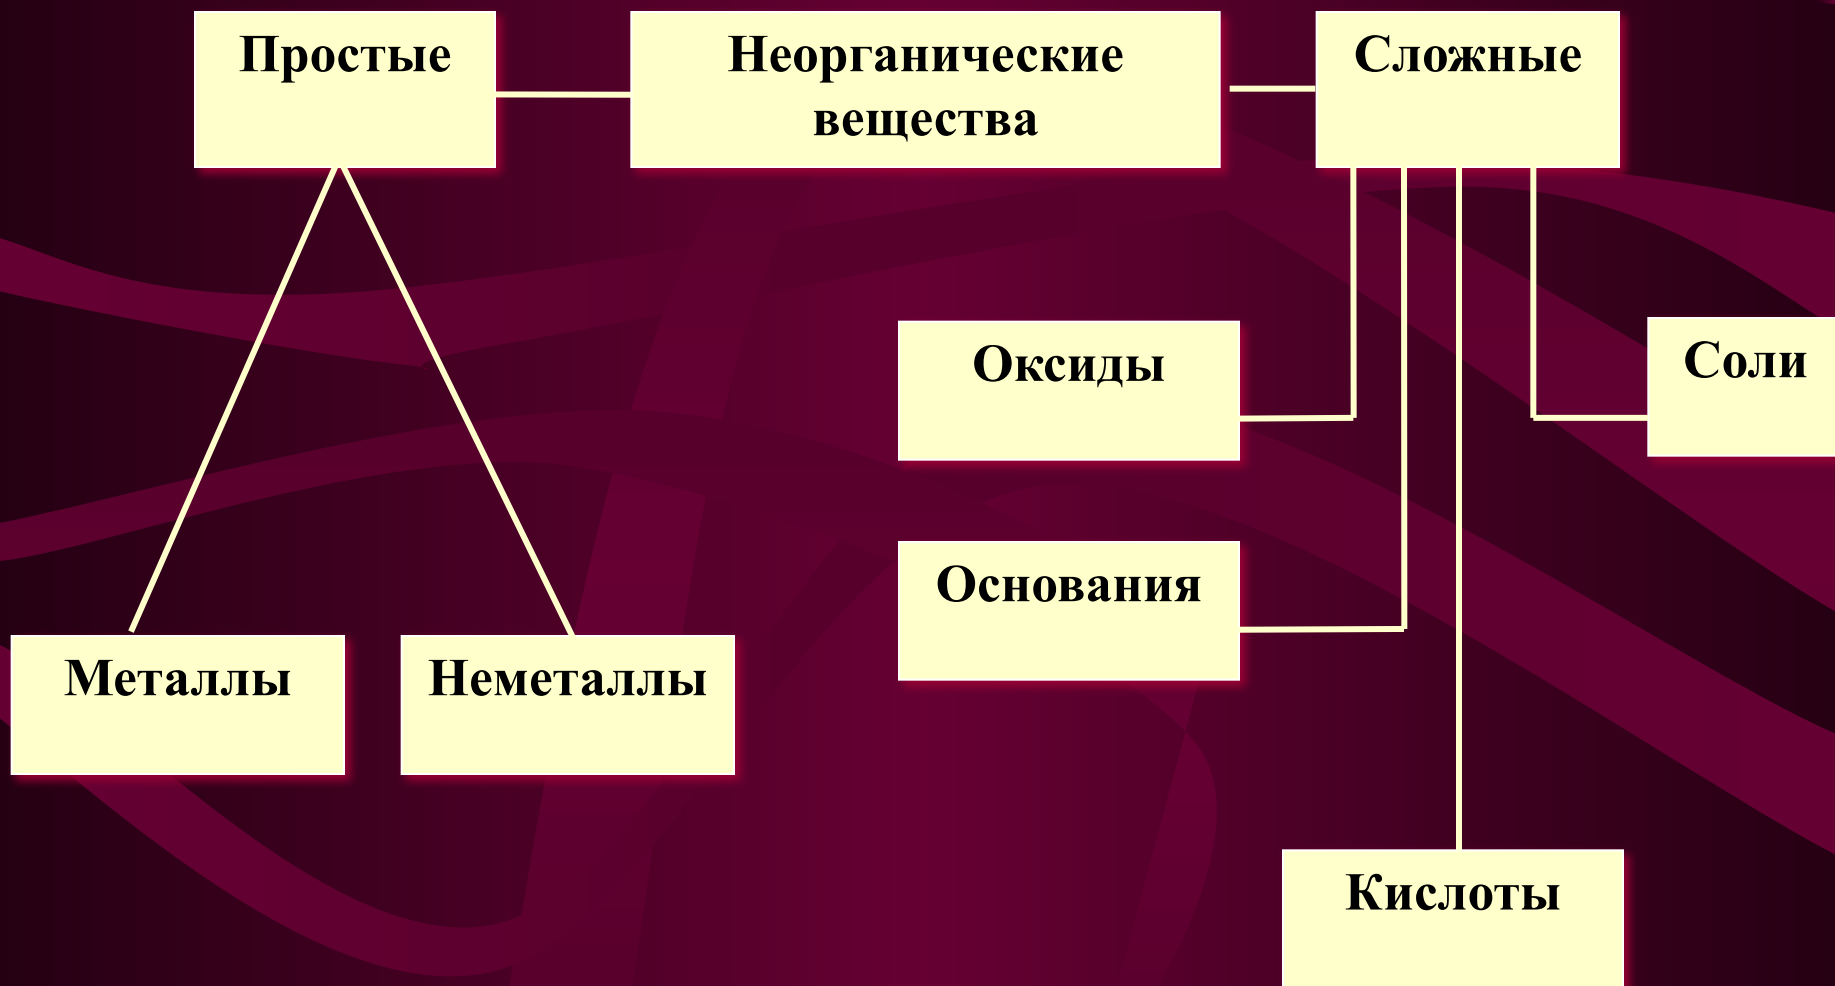 Простые
Неорганические
вещества
Сложные
Оксиды
Соли
Основания
Металлы
Неметаллы
Кислоты